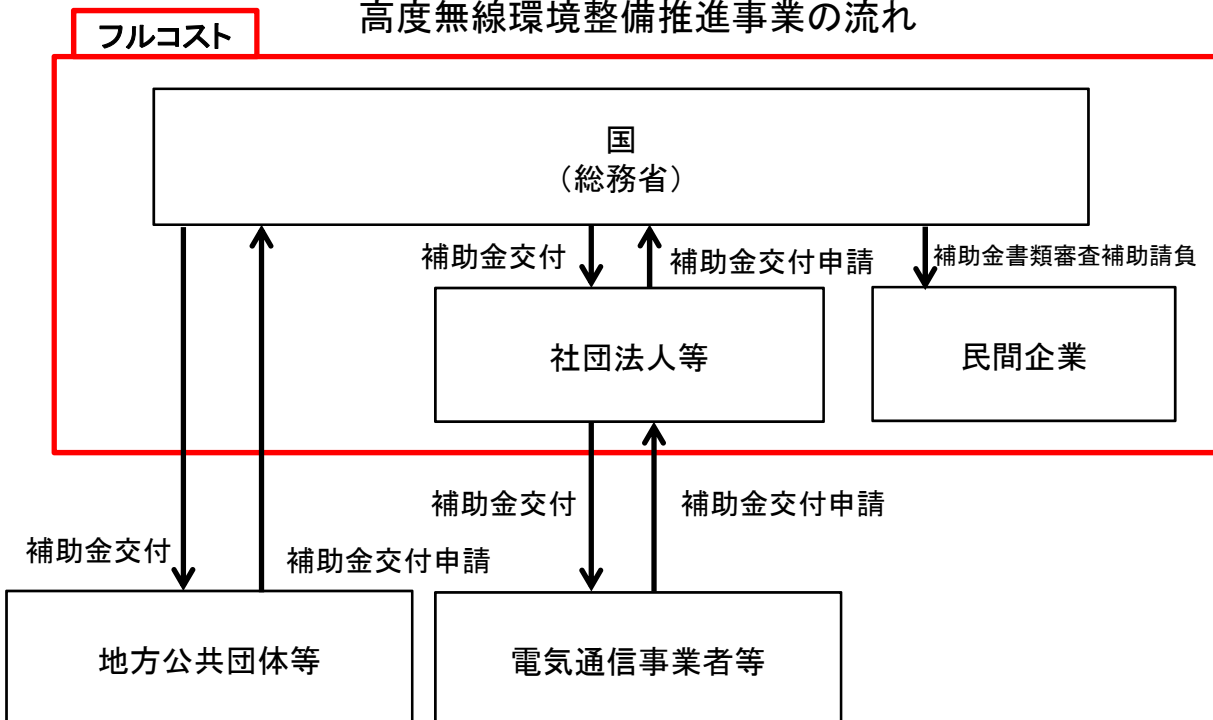 高度無線環境整備推進事業の流れ
フルコスト
国
（総務省）
補助金交付
補助金交付申請
補助金書類審査補助請負
社団法人等
民間企業
補助金交付
補助金交付申請
補助金交付
補助金交付申請
地方公共団体等
電気通信事業者等